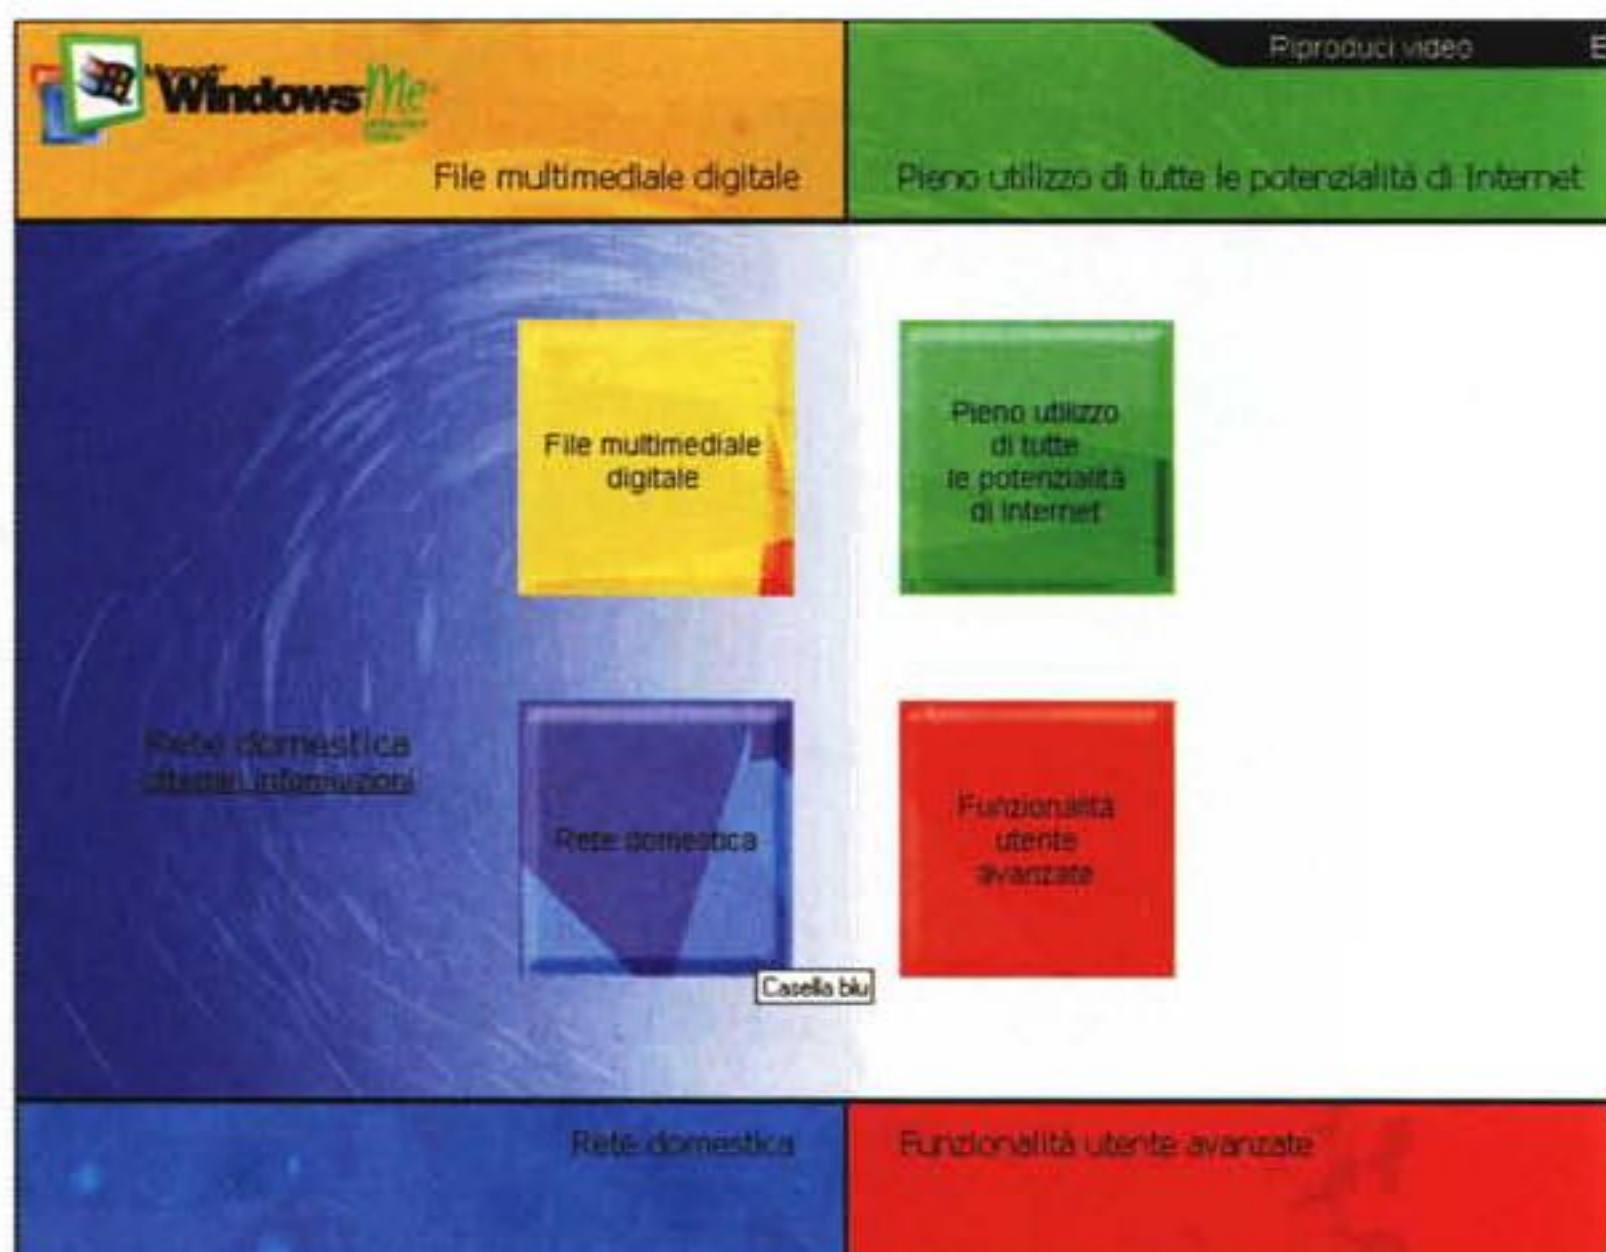 Riproduci video
Microsoft
Windows Me
File multimediale digitale
Pieno utilizzo di tutte le potenzialità di Internet
File multimediale
digitale
Pieno utilizzo
di tutte
le potenzialità
di Internet
Rete domestica
Rete domestica
Funzionalità
utente
avanzate
Casella blu
Rete domestica
Funzionalità utente avanzate